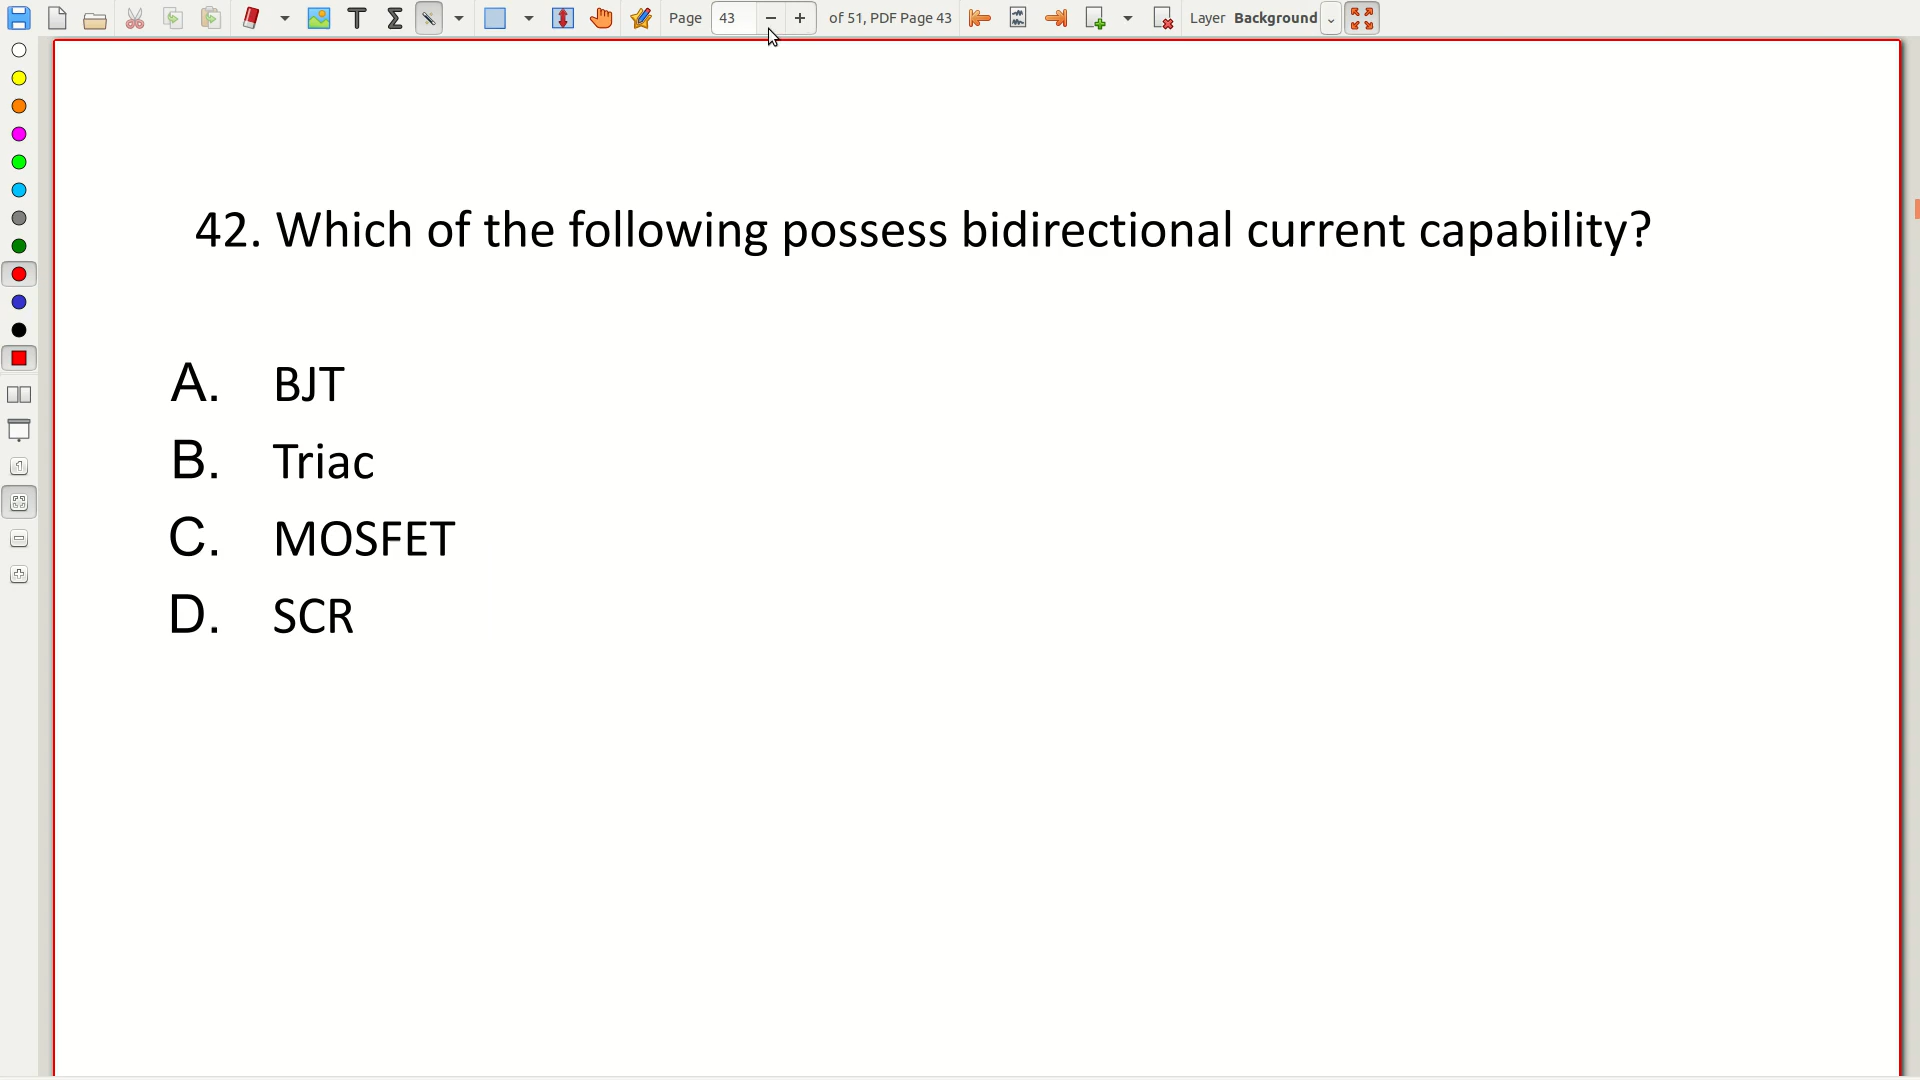 Page 43 of 51, PDF Page 43 Layer Background
42. Which of the following possess bidirectional current capability?
A. BJT
B. Triac
C. MOSFET
D. SCR